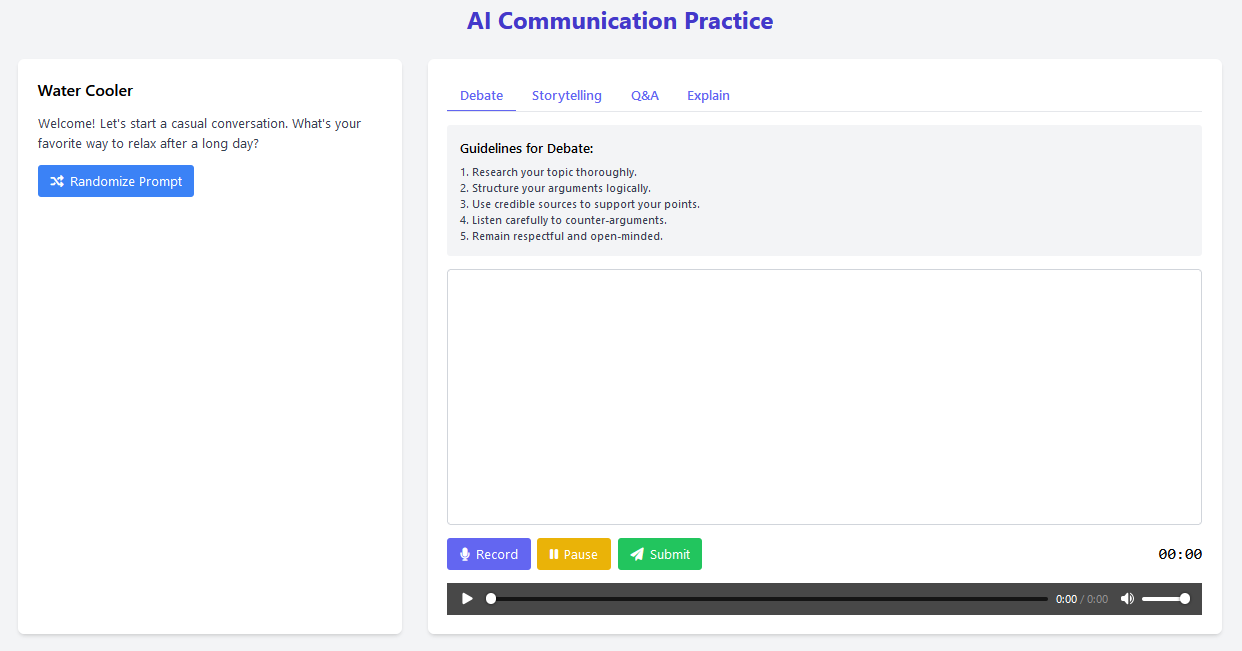 AI Communication Practice
Water Cooler
Welcome! Let's start a casual conversation. What's your
favorite way to relax after a long day?
Randomize Prompt
Debate
Storytelling
Q&A
Explain
Guidelines for Debate:
1. Research your topic thoroughly.
2. Structure your arguments logically.
3. Use credible sources to support your points.
4. Listen carefully to counter-arguments.
5. Remain respectful and open-minded.
Record
Pause
Submit
00:00
0:00 / 0:00